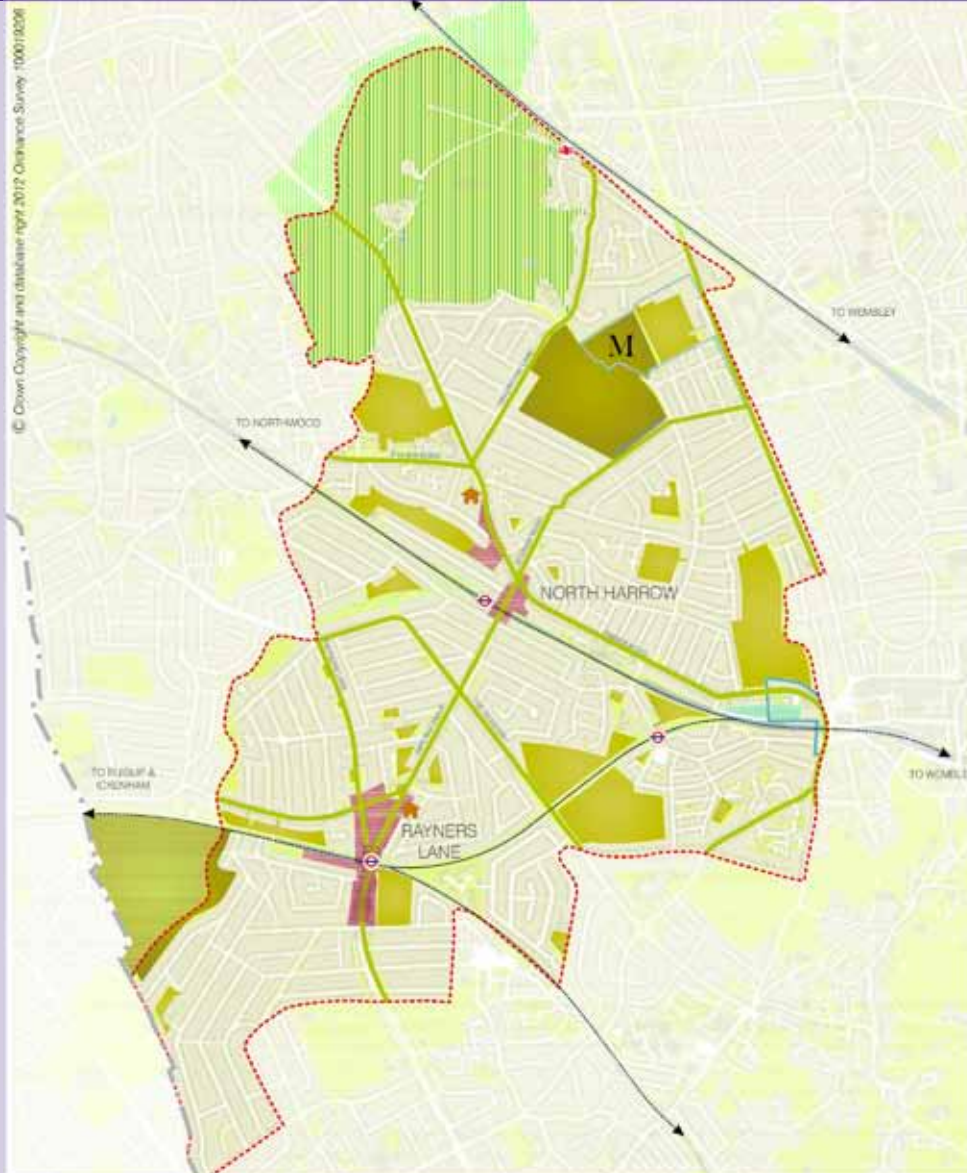 © Crown Copyright and database right 2012 Ordnance Survey 100019206
TO WEMBLEY
M
TO NORTHWOOD
NORTH HARROW
TO RUISLIP &
ICKENHAM
TO WEMBL
RAYNERS
LANE